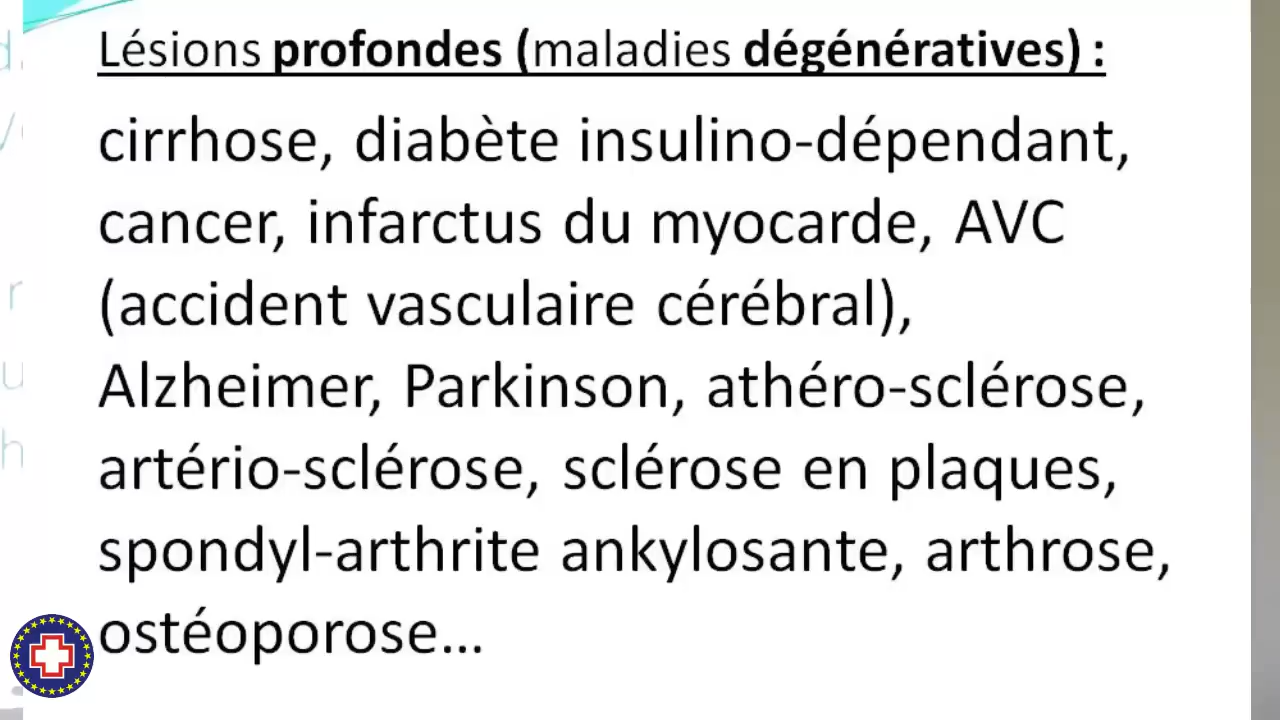 Lésions profondes (maladies dégénératives) :
cirrhose, diabète insulino-dépendant,
cancer, infarctus du myocarde, AVC
(accident vasculaire cérébral),
Alzheimer, Parkinson, athéro-sclérose,
artério-sclérose, sclérose en plaques,
spondyl-arthrite ankylosante, arthrose,
ostéoporose...